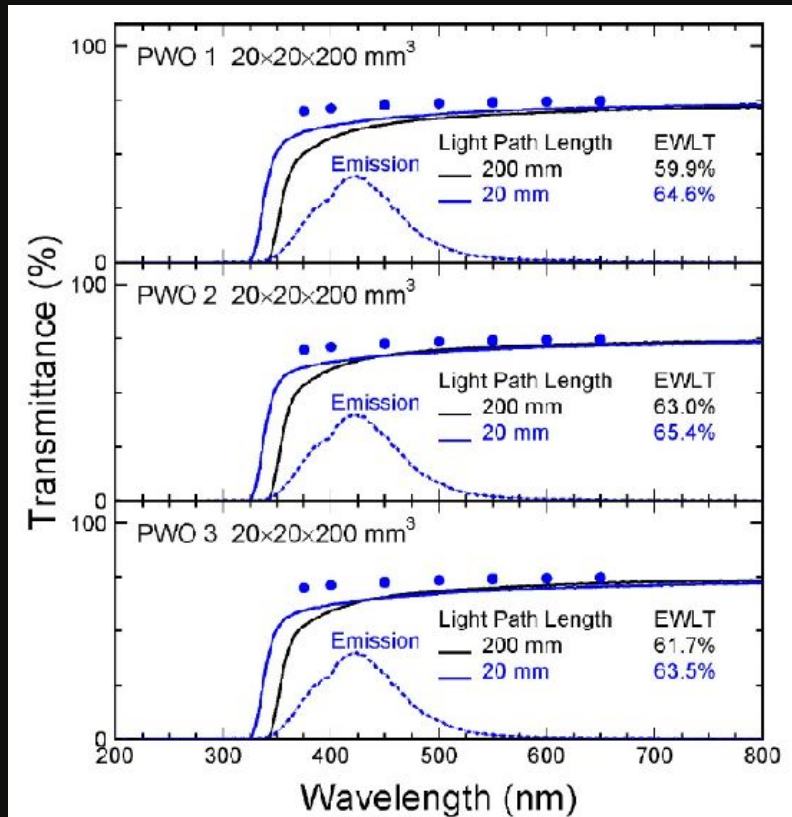 Transmittance (%)
100
PWO 1 20×20×200 mm³
Light Path Length EWLT
Emission
200 mm 59.9%
20 mm 64.6%
0
100
PWO 2 20×20×200 mm³
Light Path Length EWLT
Emission
200 mm 63.0%
20 mm 65.4%
0
100
PWO 3 20×20×200 mm³
Light Path Length EWLT
Emission
200 mm 61.7%
20 mm 63.5%
0
200 300 400 500 600 700 800
Wavelength (nm)